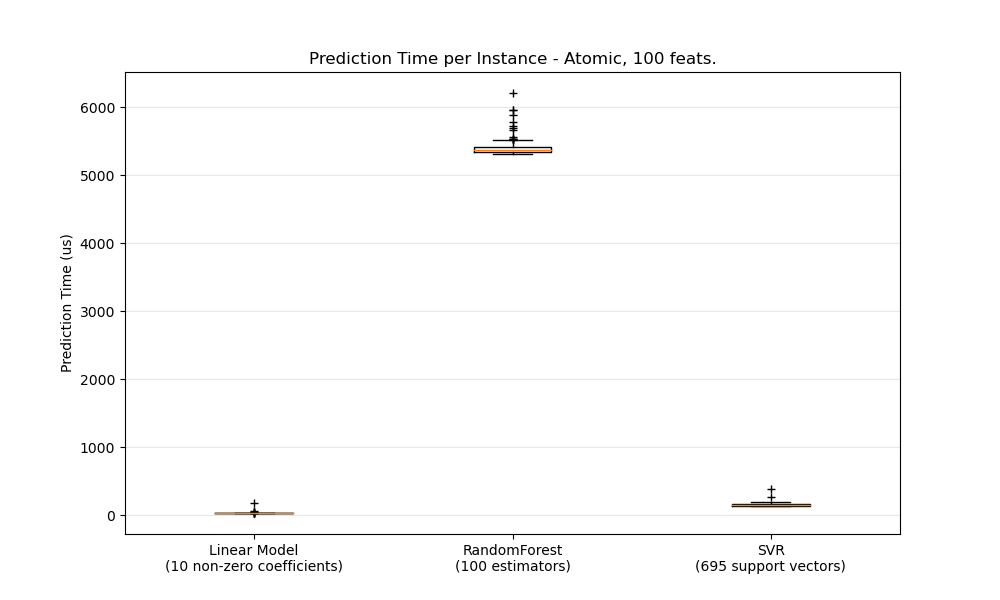 Prediction Time per Instance - Atomic, 100 feats.
Prediction Time (us)
6000
5000
4000
3000
2000
1000
0
Linear Model
(10 non-zero coefficients)
RandomForest
(100 estimators)
SVR
(695 support vectors)